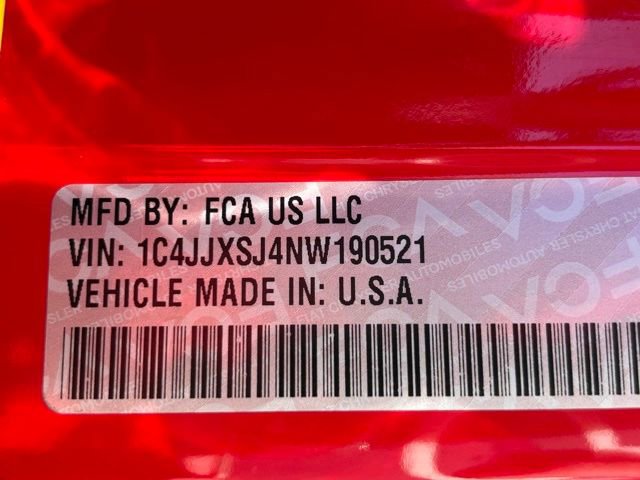 MFD BY: FCA US LLC
VIN: 1C4JJXSJ4NW190521
VEHICLE MADE IN: U.S.A.